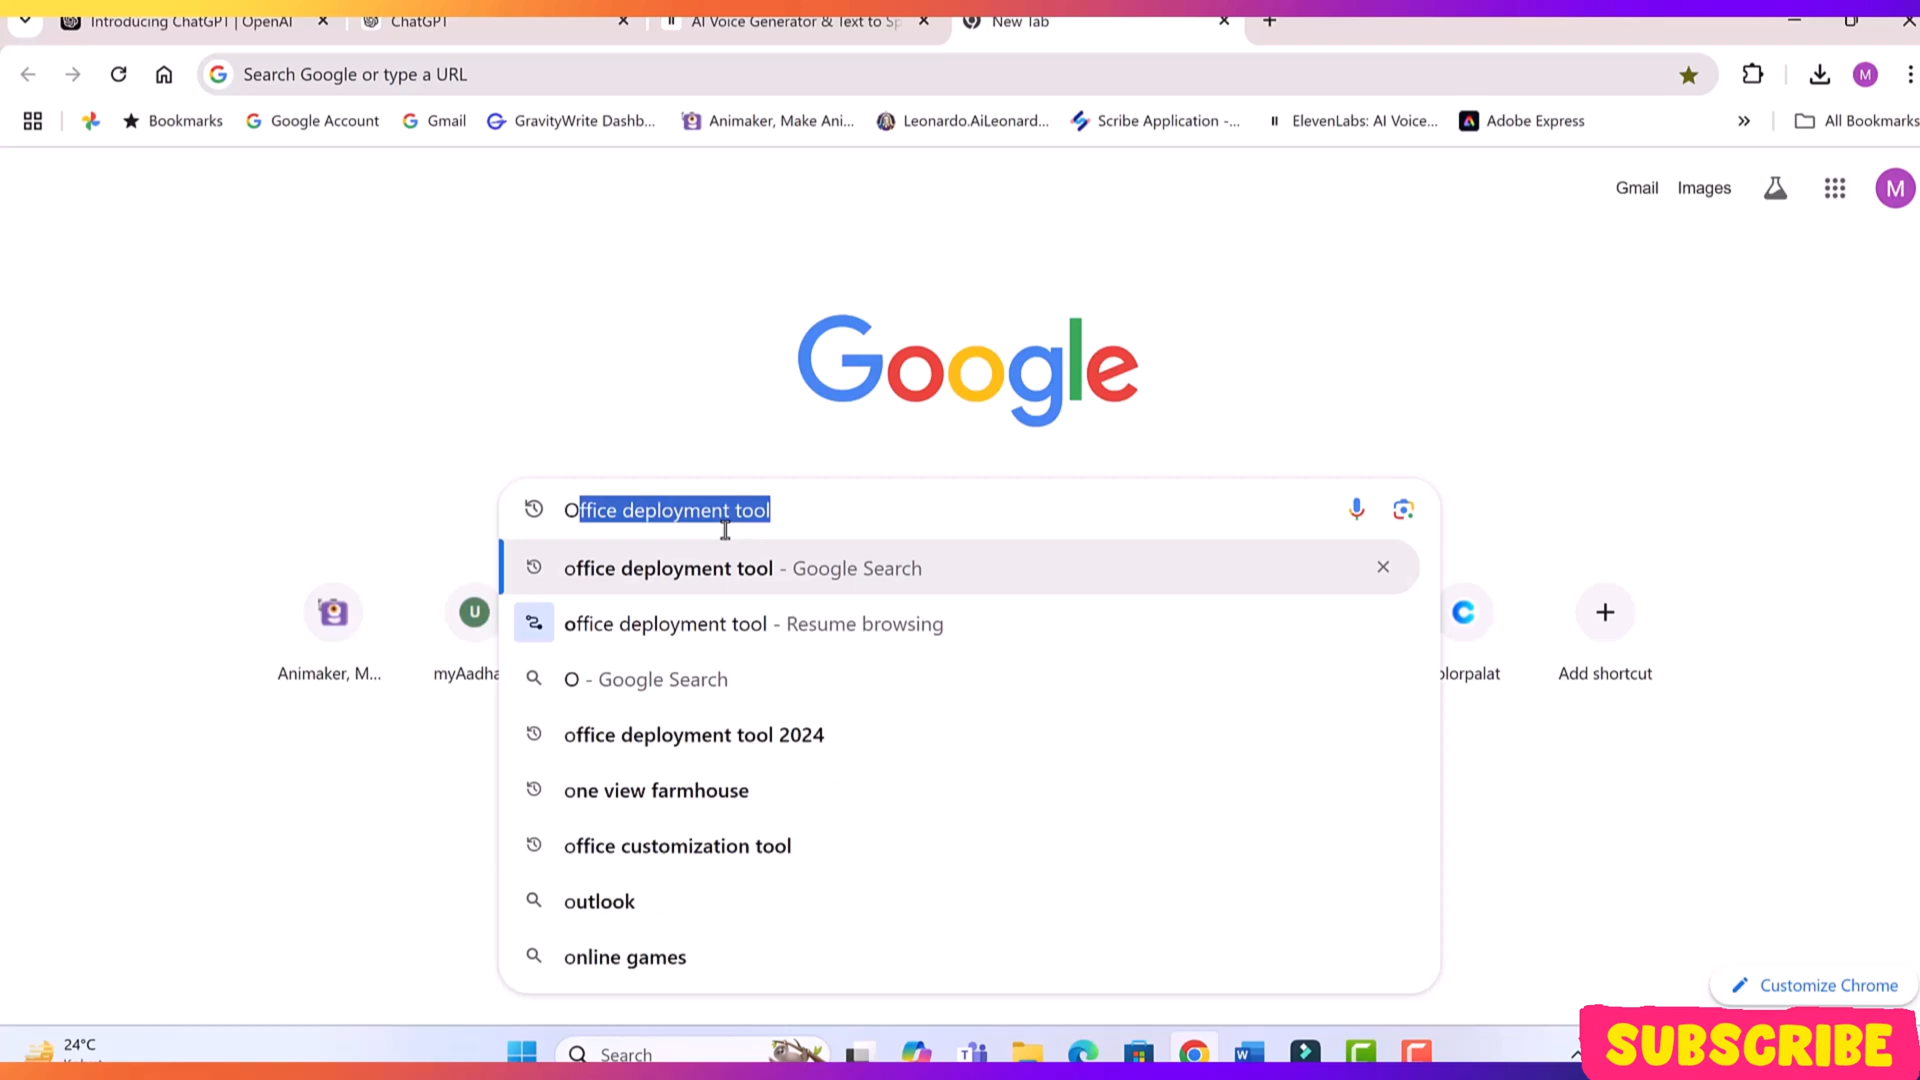 Introducing ChatGPT | OpenAI
ChatGPT
AI Voice Generator & Text to Sp
New Tab
Search Google or type a URL
M
Bookmarks
Google Account
Gmail
GravityWrite Dashb...
Animaker, Make Ani...
Leonardo.AiLeonard...
Scribe Application -...
ElevenLabs: AI Voice...
Adobe Express
All Bookmarks
Gmail
Images
M
Google
Office deployment tool
office deployment tool - Google Search
office deployment tool - Resume browsing
O - Google Search
office deployment tool 2024
one view farmhouse
office customization tool
outlook
online games
Animaker, M...
U
myAadha
olorpalat
Add shortcut
Customize Chrome
24°C
Search
SUBSCRIBE